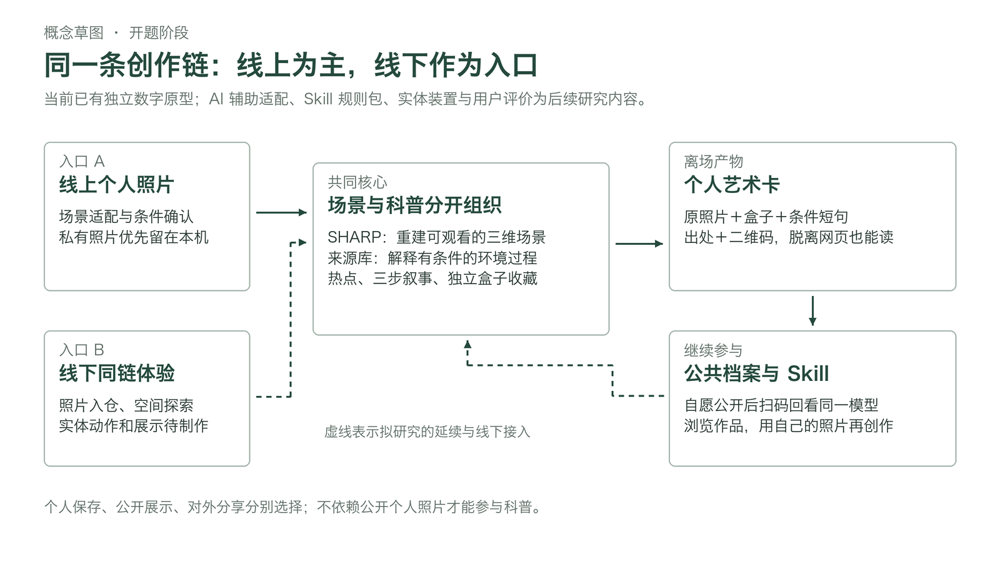 概念草图 · 开题阶段
同一条创作链：线上为主，线下作为入口
当前已有独立数字原型；AI 辅助适配、Skill 规则包、实体装置与用户评价为后续研究内容。
入口 A
线上个人照片
场景适配与条件确认
私有照片优先留在本机
入口 B
线下同链体验
照片入仓、空间探索
实体动作和展示待制作
共同核心
场景与科普分开组织
SHARP：重建可观看的三维场景
来源库：解释有条件的环境过程
热点、三步叙事、独立盒子收藏
离场产物
个人艺术卡
原照片＋盒子＋条件短句
出处＋二维码，脱离网页也能读
继续参与
公共档案与 Skill
自愿公开后扫码回看同一模型
浏览作品，用自己的照片再创作
虚线表示拟研究的延续与线下接入
个人保存、公开展示、对外分享分别选择；不依赖公开个人照片才能参与科普。